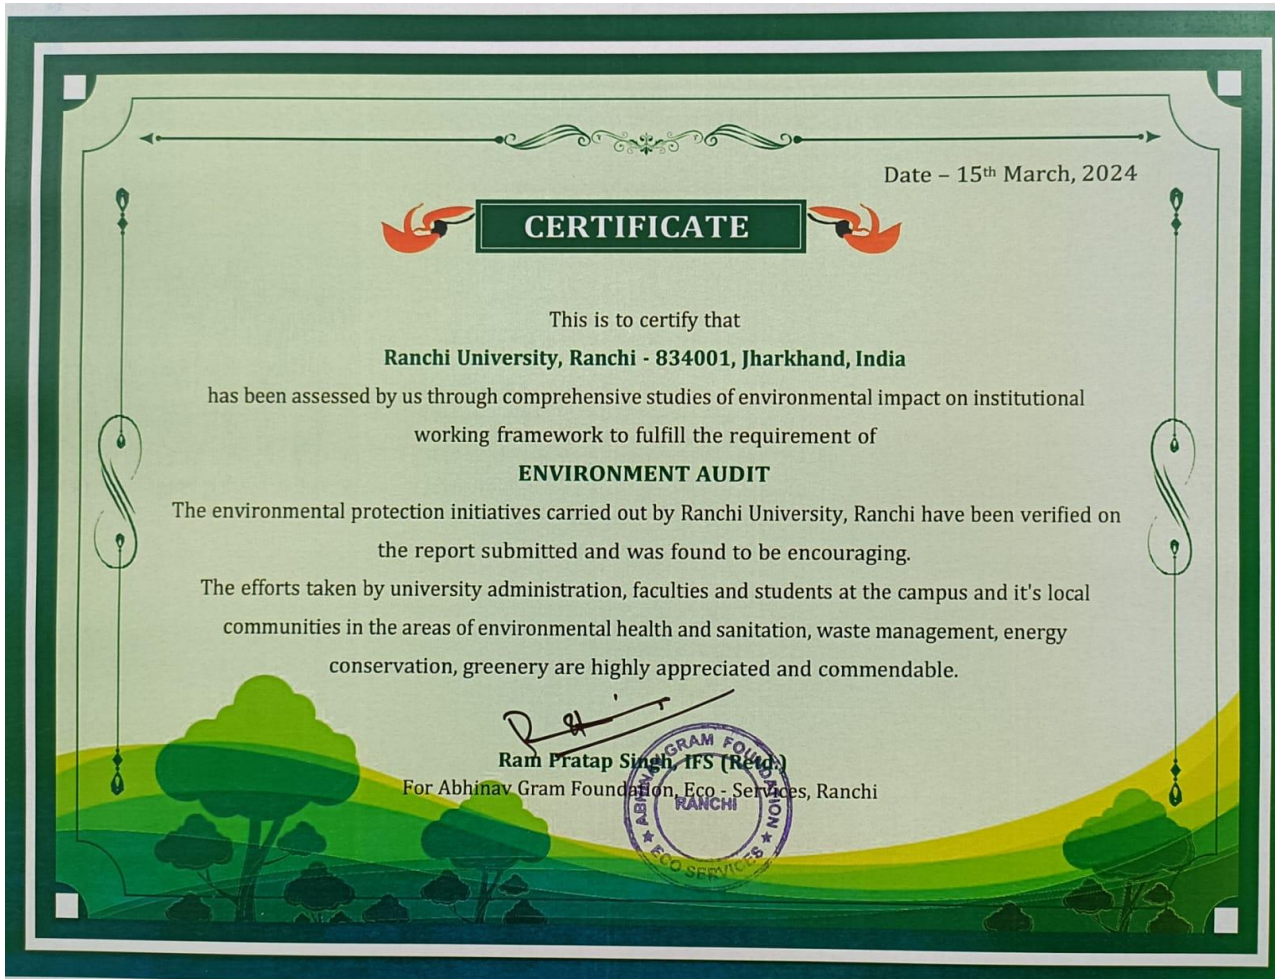 Date – 15th March, 2024
CERTIFICATE
This is to certify that
Ranchi University, Ranchi - 834001, Jharkhand, India
has been assessed by us through comprehensive studies of environmental impact on institutional
working framework to fulfill the requirement of
ENVIRONMENT AUDIT
The environmental protection initiatives carried out by Ranchi University, Ranchi have been verified on
the report submitted and was found to be encouraging.
The efforts taken by university administration, faculties and students at the campus and it's local
communities in the areas of environmental health and sanitation, waste management, energy
conservation, greenery are highly appreciated and commendable.
Ram Pratap Singh, IFS (Retd.)
For Abhinav Gram Foundation, Eco - Services, Ranchi
ABHINAV GRAM FOUNDATION
RANCHI
ECO SERVICES